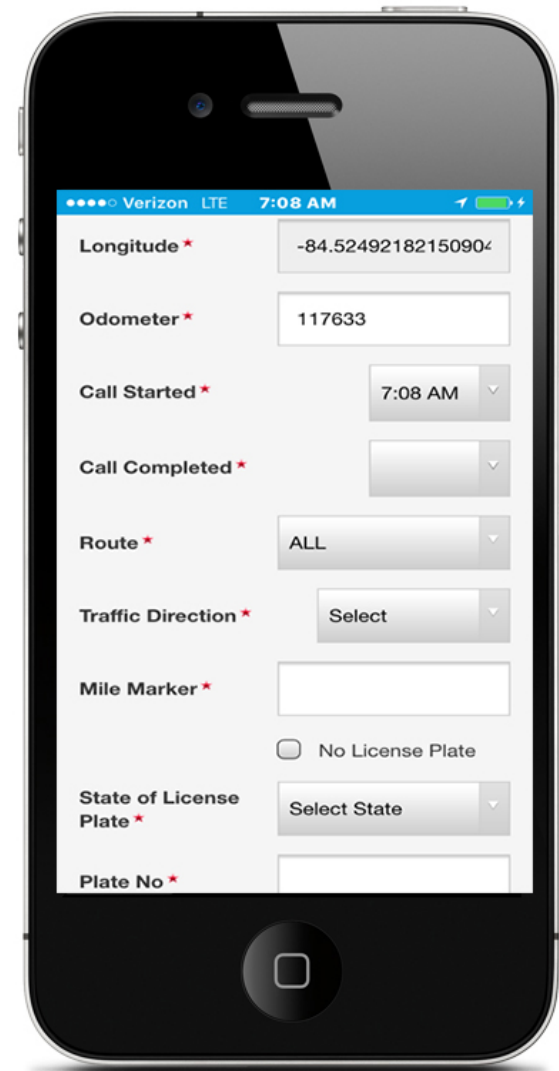 Verizon LTE 7:08 AM
Longitude* -84.52492182150904
Odometer* 117633
Call Started* 7:08 AM
Call Completed*
Route* ALL
Traffic Direction* Select
Mile Marker*
No License Plate
State of License
Plate* Select State
Plate No*